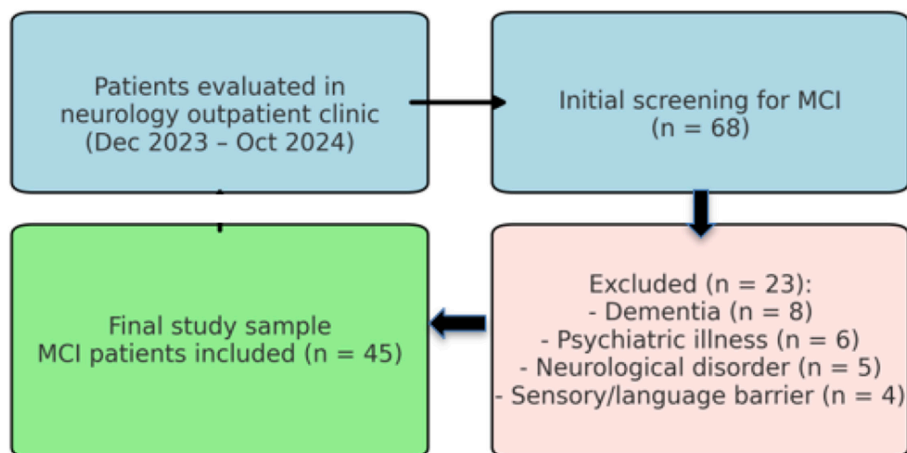 Patients evaluated in
neurology outpatient clinic
(Dec 2023 – Oct 2024)
Initial screening for MCI
(n = 68)
Excluded (n = 23):
- Dementia (n = 8)
- Psychiatric illness (n = 6)
- Neurological disorder (n = 5)
- Sensory/language barrier (n = 4)
Final study sample
MCI patients included (n = 45)